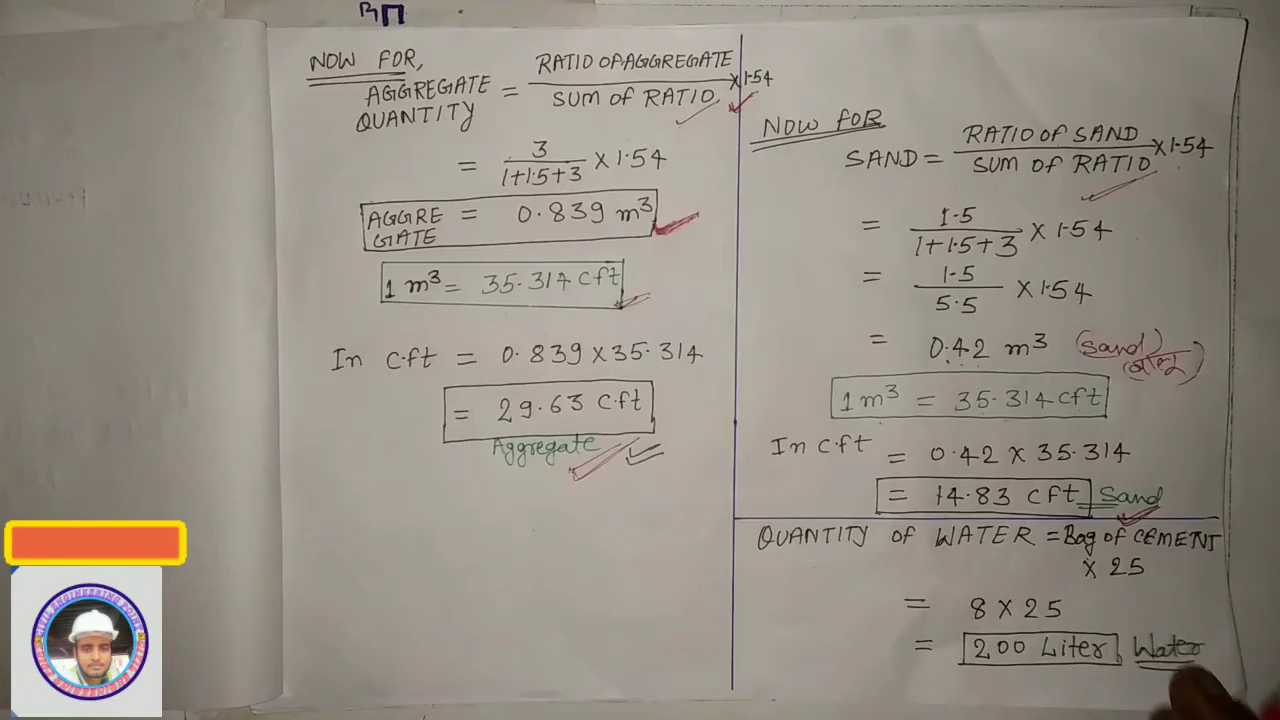 NOW FOR,
AGGREGATE QUANTITY = RATIO OF AGGREGATE / SUM OF RATIO × 1.54
= 3 / 1+1.5+3 × 1.54
AGGREGATE = 0.839 m³
1 m³ = 35.314 cft
In c.ft = 0.839 × 35.314
= 29.63 c.ft
Aggregate
NOW FOR
SAND = RATIO OF SAND / SUM OF RATIO × 1.54
= 1.5 / 1+1.5+3 × 1.54
= 1.5 / 5.5 × 1.54
= 0.42 m³ (Sand)
1 m³ = 35.314 cft
In c.ft = 0.42 × 35.314
= 14.83 cft Sand
QUANTITY of WATER = Bag of CEMENT
× 25
= 8 × 25
= 200 Liter Water
CIVIL ENGINEERING POINT